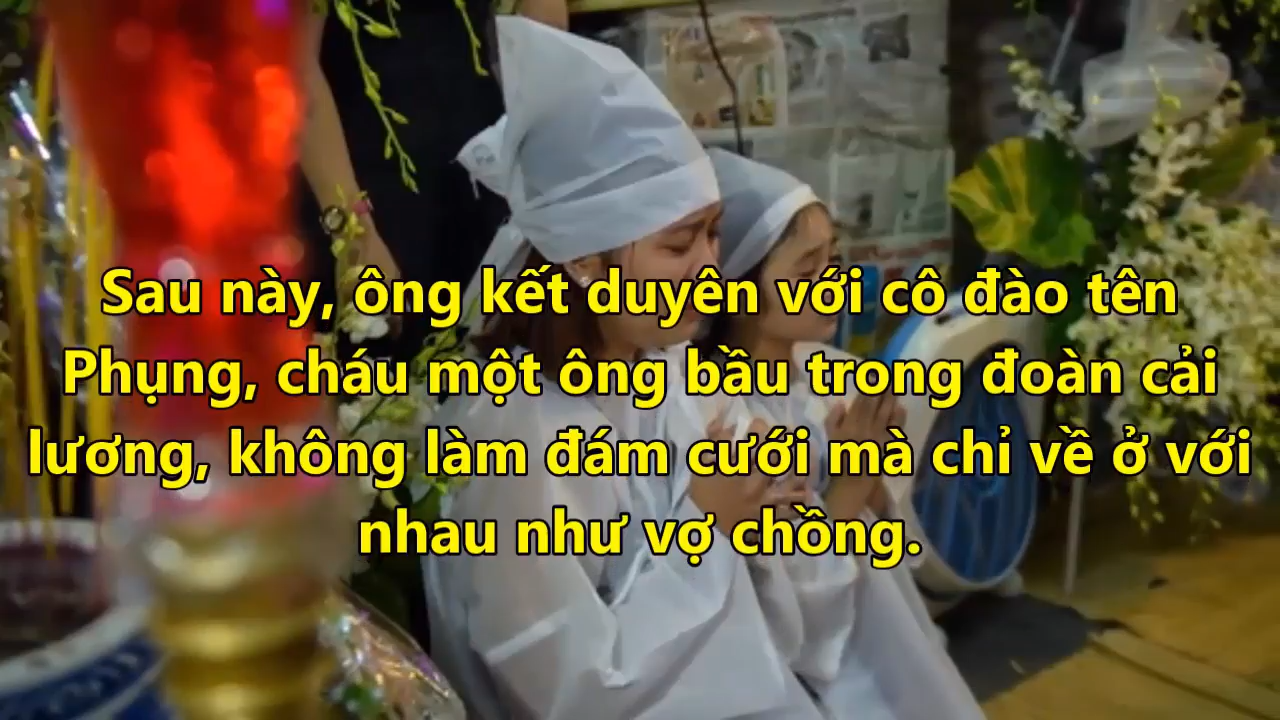 Sau này, ông kết duyên với cô đào tên
Phụng, cháu một ông bầu trong đoàn cải
lương, không làm đám cưới mà chỉ về ở với
nhau như vợ chồng.